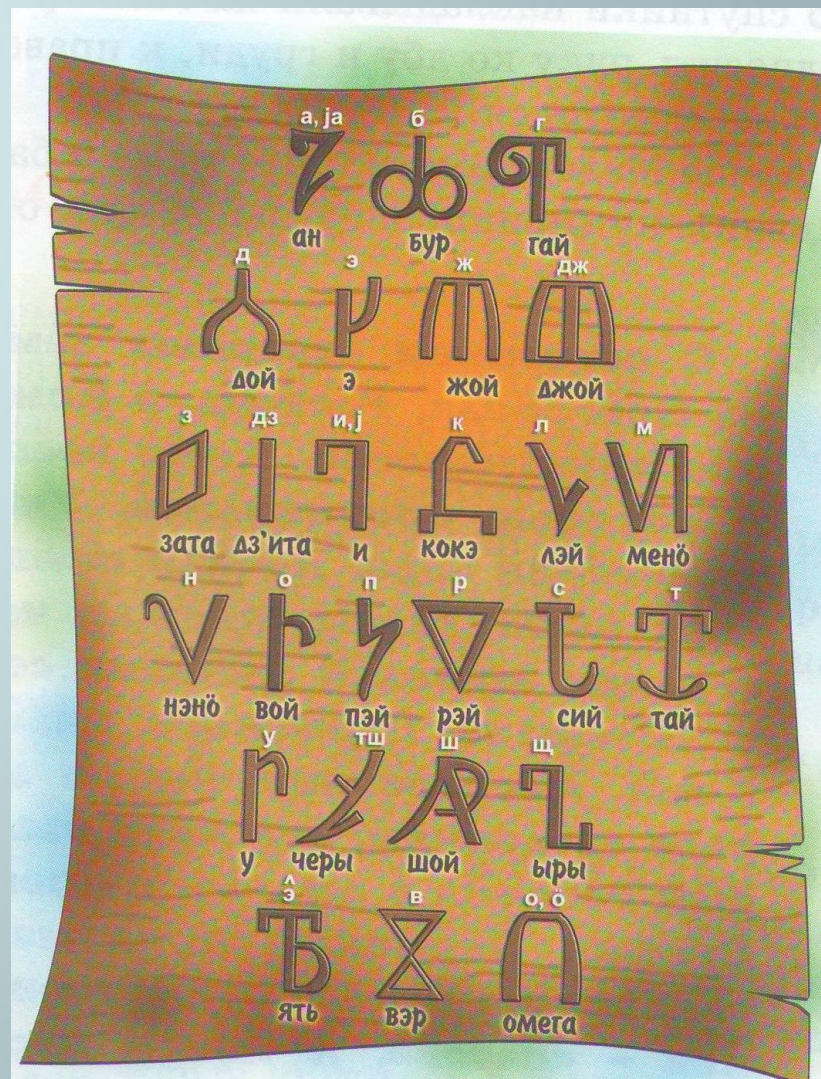 а, ја б г
𐍐 𐍑 𐍒
ан бур гай
д э ж дж
𐍓 𐍔 𐍕 𐍖
дой э жой джой
з дз и, ј к л м
𐍗 𐍘 𐍙 𐍚 𐍛 𐍜
зата дз'ита и кокэ лэй менӧ
н о п р с т
𐍝 𐍞 𐍟 𐍠 𐍡 𐍢
нэнӧ вой пэй рэй сий тай
у тш ш щ
𐍣 𐍤 𐍥 𐍧
у черы шой ыры
э̂ в о, ӧ
𐍱 𐍮 𐍩
ять вэр омега